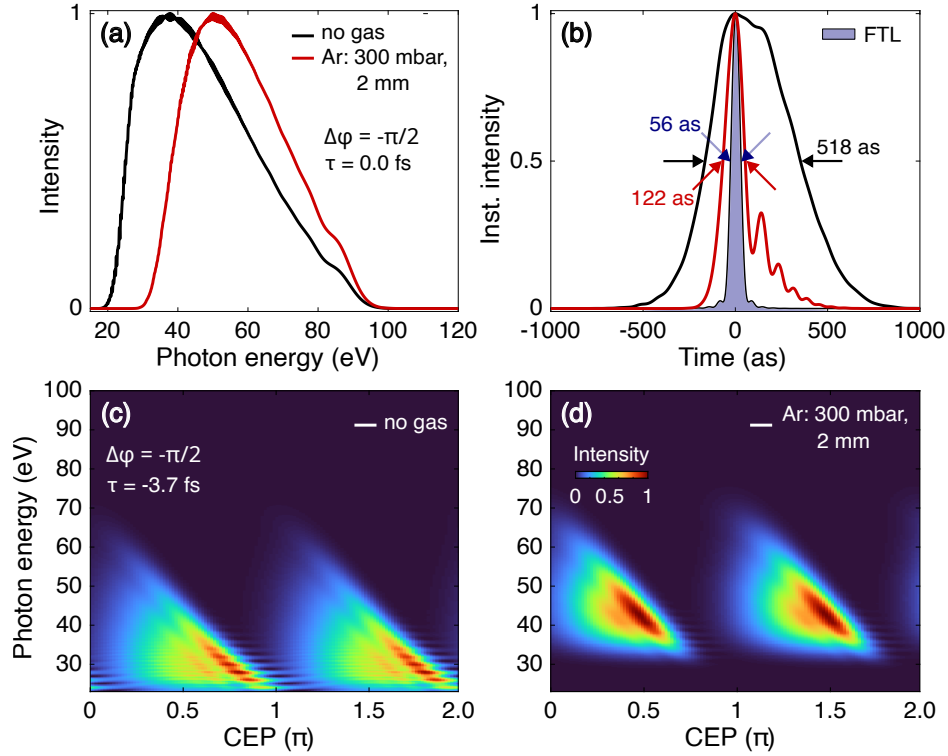 (a)
no gas
Ar: 300 mbar,
2 mm
Δφ = -π/2
τ = 0.0 fs
Intensity
1
0
20 40 60 80 100 120
Photon energy (eV)
(b)
FTL
56 as
518 as
122 as
Inst. intensity
1
0.5
0
-1000 -500 0 500 1000
Time (as)
(c)
no gas
Δφ = -π/2
τ = -3.7 fs
Photon energy (eV)
100
90
80
70
60
50
40
30
0 0.5 1 1.5 2.0
CEP (π)
(d)
Ar: 300 mbar,
2 mm
Intensity
0 0.5 1
100
90
80
70
60
50
40
30
0 0.5 1 1.5 2.0
CEP (π)